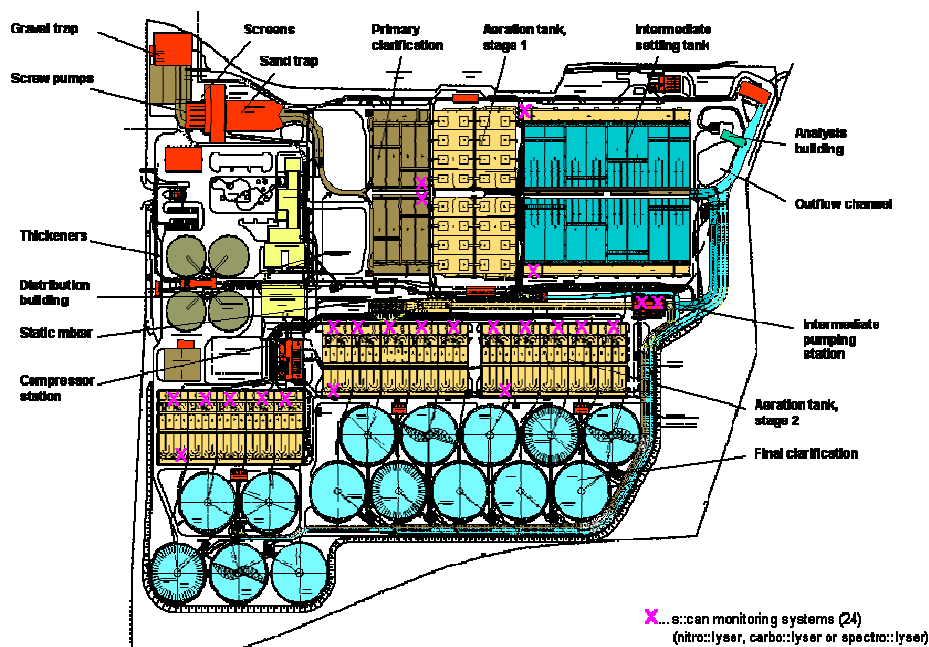 Gravel trap
Screens
Primary
clarification
Aeration tank,
stage 1
Intermediate
settling tank
Sand trap
Screw pumps
Analysis
building
Outflow channel
Thickeners
Distribution
building
Static mixer
Intermediate
pumping
station
Compressor
station
Aeration tank,
stage 2
Final clarification
X... s::can monitoring systems (24)
(nitro::lyser, carbo::lyser or spectro::lyser)